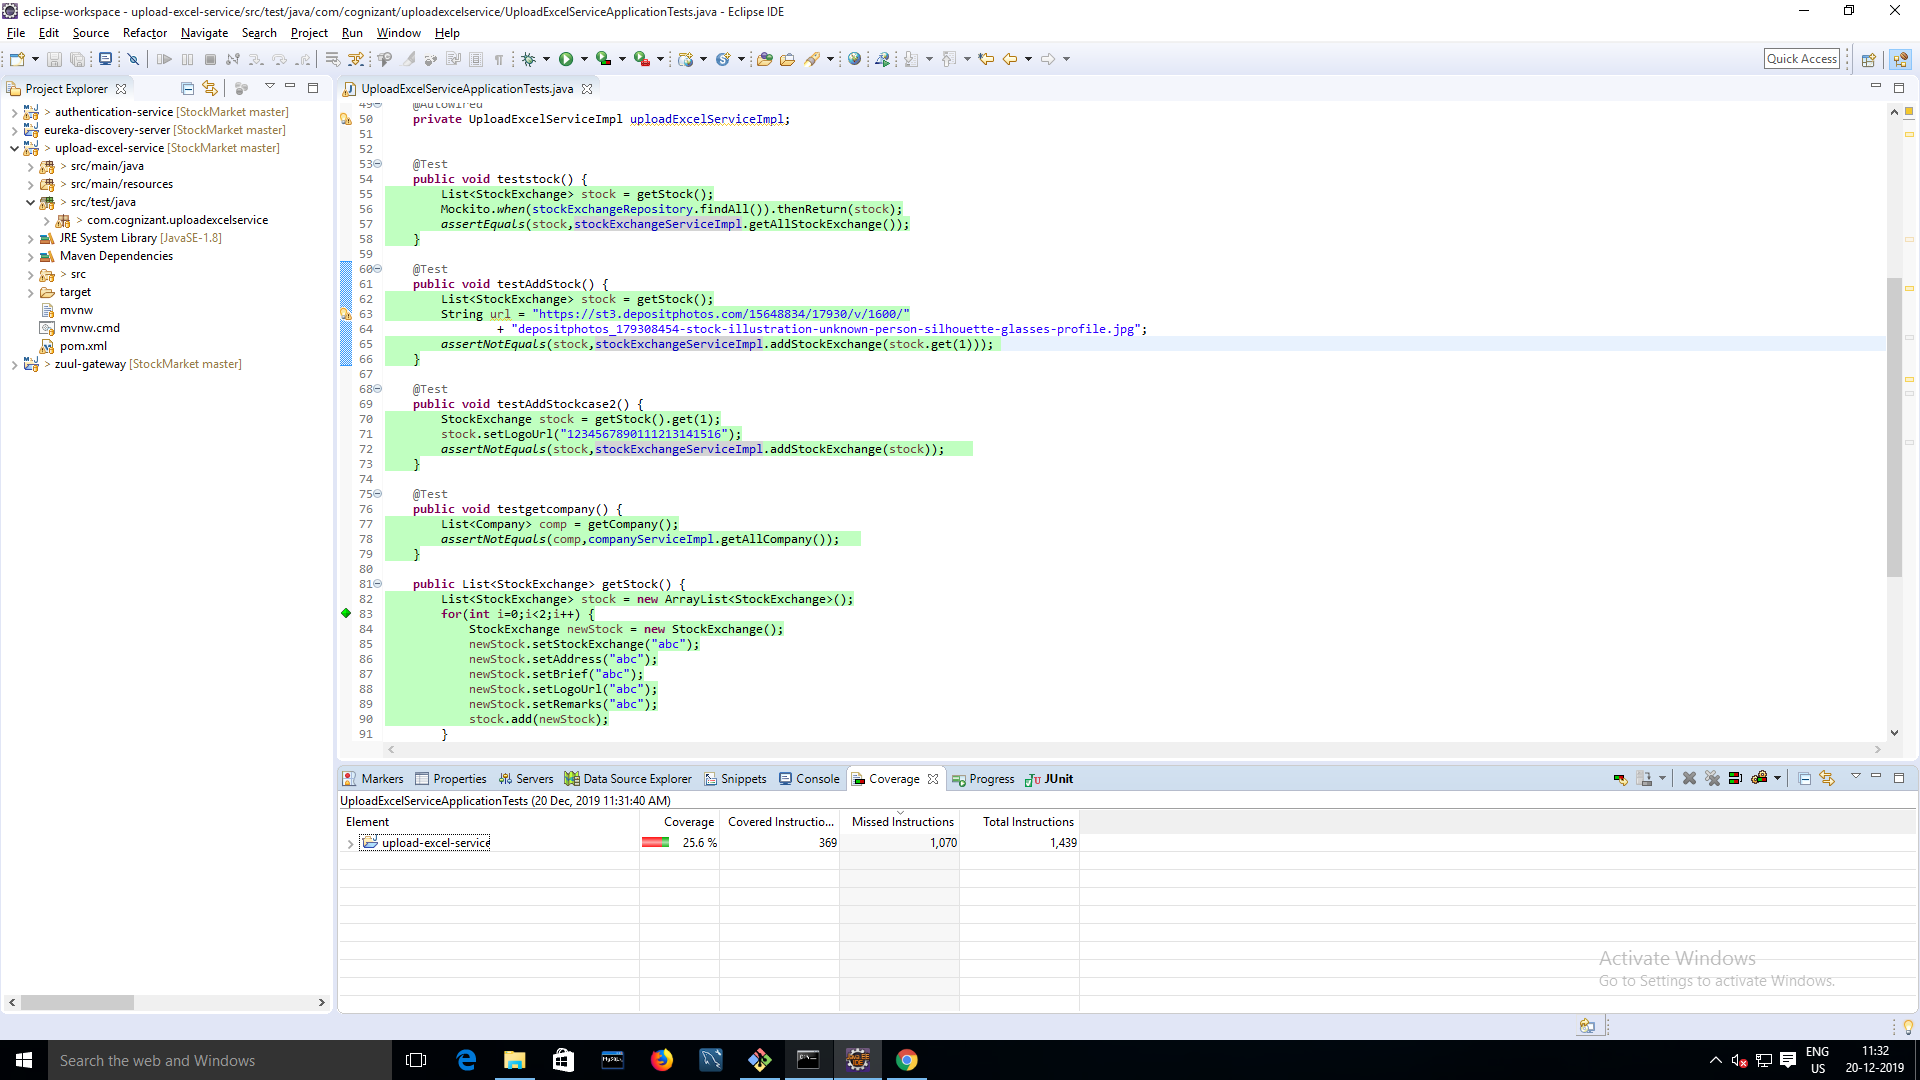 eclipse-workspace - upload-excel-service/src/test/java/com/cognizant/uploadexcelservice/UploadExcelServiceApplicationTests.java - Eclipse IDE
File Edit Source Refactor Navigate Search Project Run Window Help
Quick Access
Project Explorer
> authentication-service [StockMarket master]
eureka-discovery-server [StockMarket master]
> upload-excel-service [StockMarket master]
> src/main/java
> src/main/resources
> src/test/java
> com.cognizant.uploadexcelservice
JRE System Library [JavaSE-1.8]
Maven Dependencies
> src
target
mvnw
mvnw.cmd
pom.xml
> zuul-gateway [StockMarket master]
UploadExcelServiceApplicationTests.java
49 @Autowired
50 private UploadExcelServiceImpl uploadExcelServiceImpl;
51
52
53 @Test
54 public void teststock() {
55 List<StockExchange> stock = getStock();
56 Mockito.when(stockExchangeRepository.findAll()).thenReturn(stock);
57 assertEquals(stock,stockExchangeServiceImpl.getAllStockExchange());
58 }
59
60 @Test
61 public void testAddStock() {
62 List<StockExchange> stock = getStock();
63 String url = "https://st3.depositphotos.com/15648834/17930/v/1600/"
64 + "depositphotos_179308454-stock-illustration-unknown-person-silhouette-glasses-profile.jpg";
65 assertNotEquals(stock,stockExchangeServiceImpl.addStockExchange(stock.get(1)));
66 }
67
68 @Test
69 public void testAddStockcase2() {
70 StockExchange stock = getStock().get(1);
71 stock.setLogoUrl("1234567890111213141516");
72 assertNotEquals(stock,stockExchangeServiceImpl.addStockExchange(stock));
73 }
74
75 @Test
76 public void testgetcompany() {
77 List<Company> comp = getCompany();
78 assertNotEquals(comp,companyServiceImpl.getAllCompany());
79 }
80
81 public List<StockExchange> getStock() {
82 List<StockExchange> stock = new ArrayList<StockExchange>();
83 for(int i=0;i<2;i++) {
84 StockExchange newStock = new StockExchange();
85 newStock.setStockExchange("abc");
86 newStock.setAddress("abc");
87 newStock.setBrief("abc");
88 newStock.setLogoUrl("abc");
89 newStock.setRemarks("abc");
90 stock.add(newStock);
91 }
Markers Properties Servers Data Source Explorer Snippets Console Coverage Progress JUnit
UploadExcelServiceApplicationTests (20 Dec, 2019 11:31:40 AM)
Element Coverage Covered Instructio... Missed Instructions Total Instructions
upload-excel-service 25.6 % 369 1,070 1,439
Activate Windows
Go to Settings to activate Windows.
Search the web and Windows
ENG
US
11:32
20-12-2019